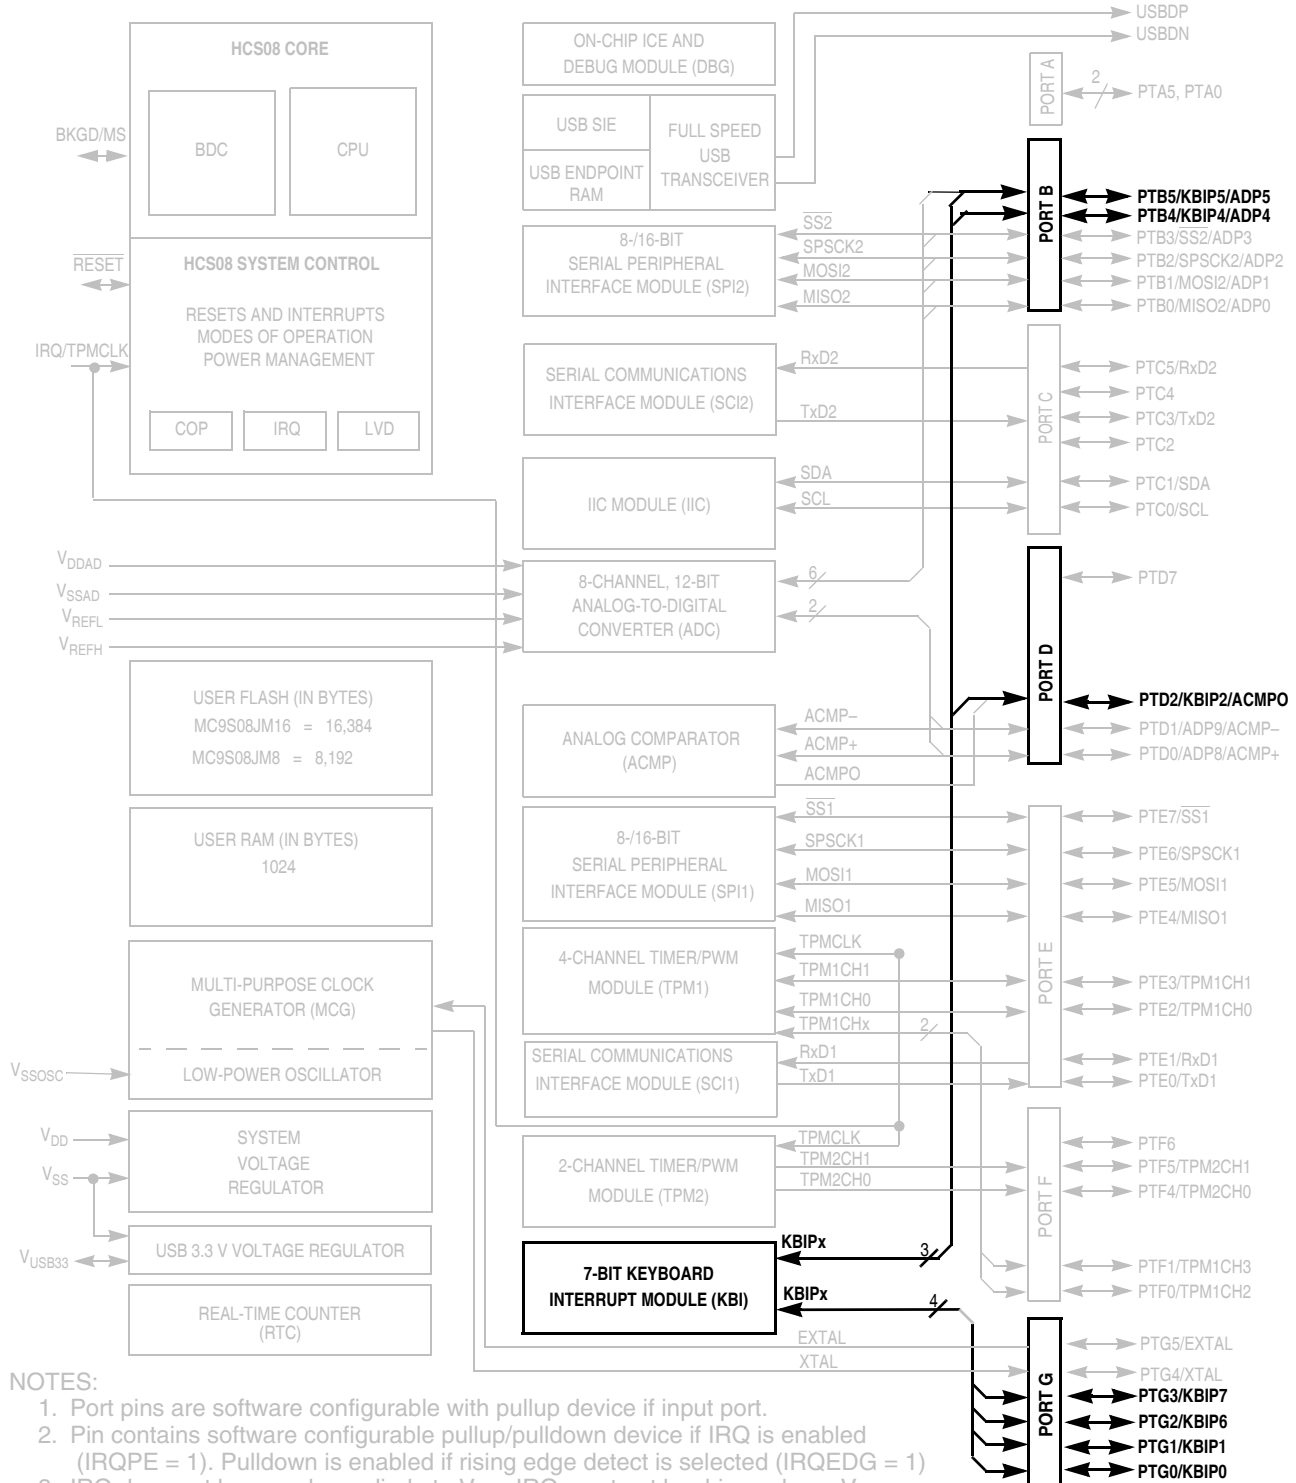 HCS08 CORE
BDC
CPU
BKGD/MS
RESET
HCS08 SYSTEM CONTROL
RESETS AND INTERRUPTS
MODES OF OPERATION
POWER MANAGEMENT
IRQ/TPMCLK
COP
IRQ
LVD
VDDAD
VSSAD
VREFL
VREFH
USER FLASH (IN BYTES)
MC9S08JM16 = 16,384
MC9S08JM8 = 8,192
USER RAM (IN BYTES)
1024
MULTI-PURPOSE CLOCK
GENERATOR (MCG)
LOW-POWER OSCILLATOR
VSSOSC
VDD
VSS
SYSTEM
VOLTAGE
REGULATOR
VUSB33
USB 3.3 V VOLTAGE REGULATOR
REAL-TIME COUNTER
(RTC)
ON-CHIP ICE AND
DEBUG MODULE (DBG)
USB SIE
USB ENDPOINT
RAM
FULL SPEED
USB
TRANSCEIVER
8-/16-BIT
SERIAL PERIPHERAL
INTERFACE MODULE (SPI2)
SS2
SPSCK2
MOSI2
MISO2
SERIAL COMMUNICATIONS
INTERFACE MODULE (SCI2)
RxD2
TxD2
IIC MODULE (IIC)
SDA
SCL
8-CHANNEL, 12-BIT
ANALOG-TO-DIGITAL
CONVERTER (ADC)
6
2
ANALOG COMPARATOR
(ACMP)
ACMP–
ACMP+
ACMPO
8-/16-BIT
SERIAL PERIPHERAL
INTERFACE MODULE (SPI1)
SS1
SPSCK1
MOSI1
MISO1
4-CHANNEL TIMER/PWM
MODULE (TPM1)
TPMCLK
TPM1CH1
TPM1CH0
TPM1CHx
2
SERIAL COMMUNICATIONS
INTERFACE MODULE (SCI1)
RxD1
TxD1
2-CHANNEL TIMER/PWM
MODULE (TPM2)
TPMCLK
TPM2CH1
TPM2CH0
7-BIT KEYBOARD
INTERRUPT MODULE (KBI)
KBIPx
3
KBIPx
4
EXTAL
XTAL
USBDP
USBDN
PORT A
2
PTA5, PTA0
PORT B
PTB5/KBIP5/ADP5
PTB4/KBIP4/ADP4
PTB3/SS2/ADP3
PTB2/SPSCK2/ADP2
PTB1/MOSI2/ADP1
PTB0/MISO2/ADP0
PORT C
PTC5/RxD2
PTC4
PTC3/TxD2
PTC2
PTC1/SDA
PTC0/SCL
PORT D
PTD7
PTD2/KBIP2/ACMPO
PTD1/ADP9/ACMP–
PTD0/ADP8/ACMP+
PORT E
PTE7/SS1
PTE6/SPSCK1
PTE5/MOSI1
PTE4/MISO1
PTE3/TPM1CH1
PTE2/TPM1CH0
PTE1/RxD1
PTE0/TxD1
PORT F
PTF6
PTF5/TPM2CH1
PTF4/TPM2CH0
PTF1/TPM1CH3
PTF0/TPM1CH2
PORT G
PTG5/EXTAL
PTG4/XTAL
PTG3/KBIP7
PTG2/KBIP6
PTG1/KBIP1
PTG0/KBIP0
NOTES:
1. Port pins are software configurable with pullup device if input port.
2. Pin contains software configurable pullup/pulldown device if IRQ is enabled
(IRQPE = 1). Pulldown is enabled if rising edge detect is selected (IRQEDG = 1)